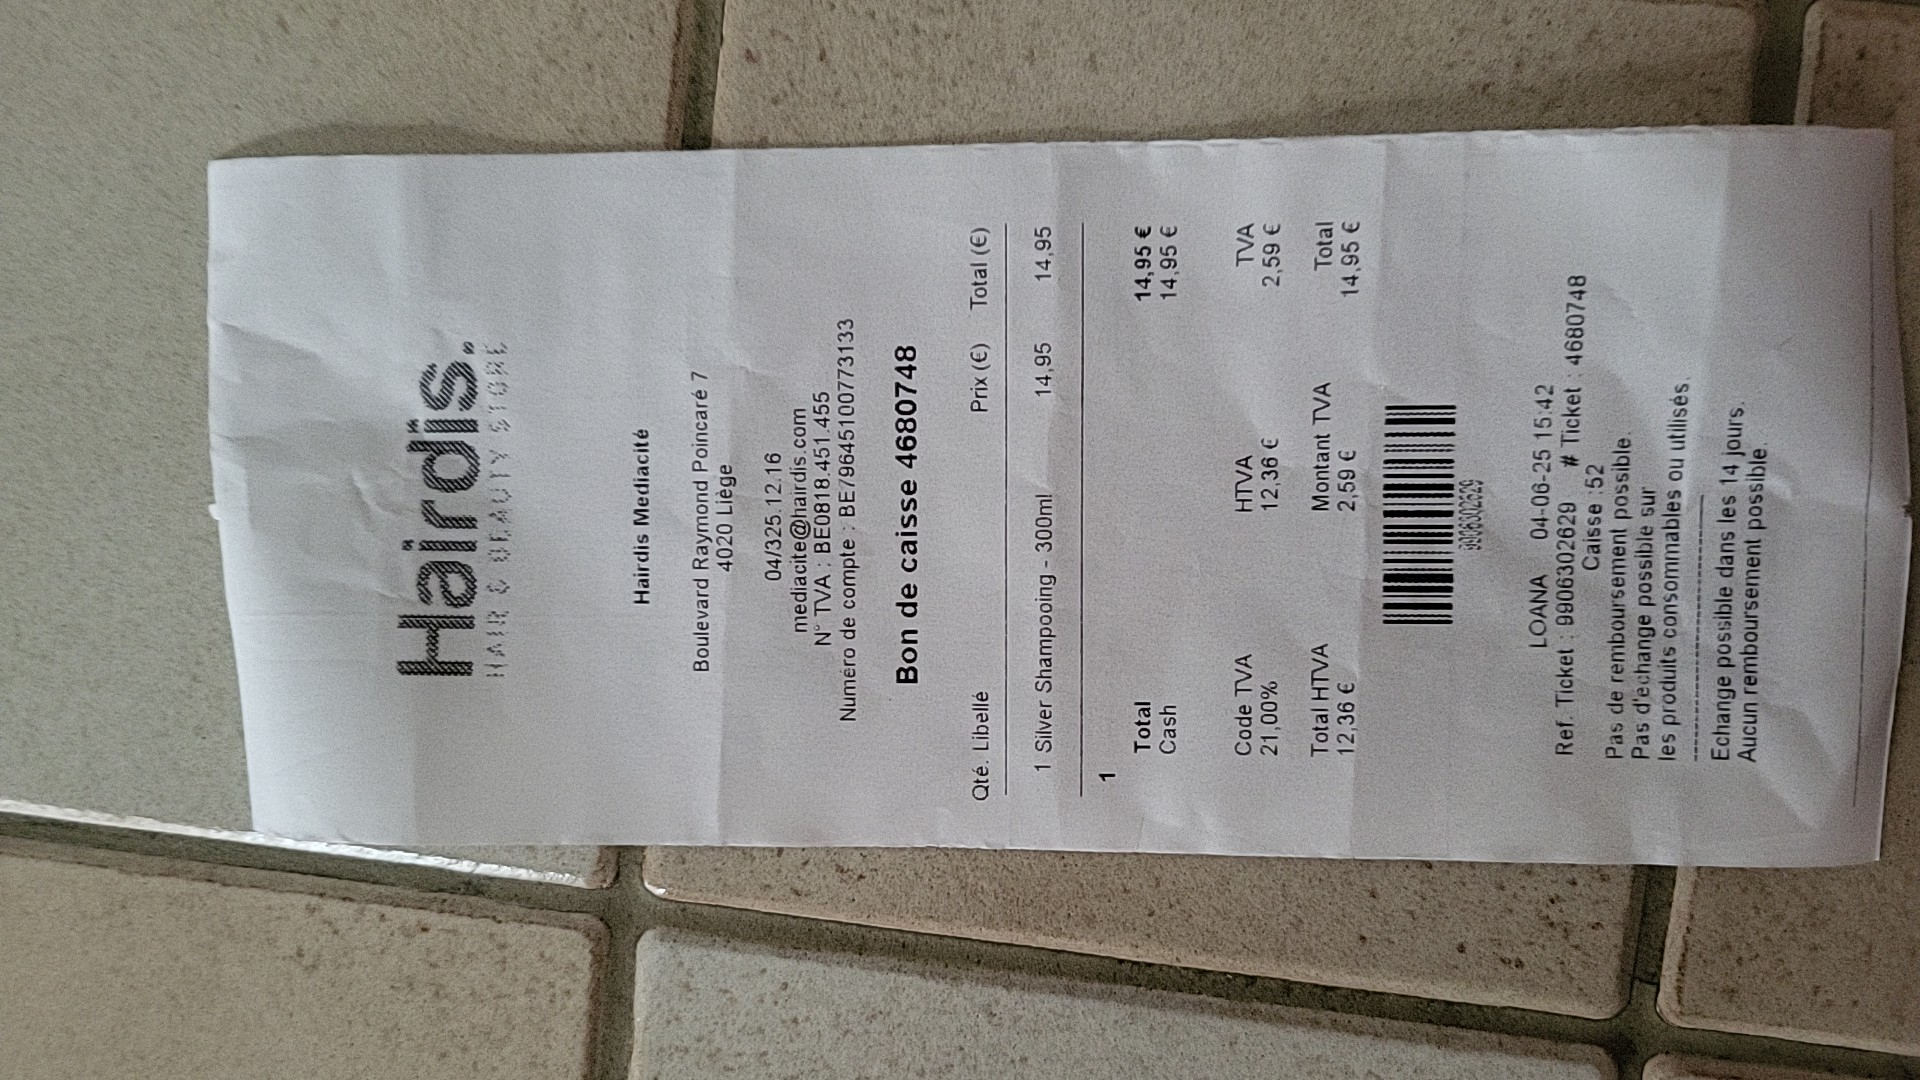 Hairdis.
HAIR & BEAUTY STORE
Hairdis Mediacité
Boulevard Raymond Poincaré 7
4020 Liège
04/325.12.16
mediacite@hairdis.com
N° TVA : BE0818.451.455
Numéro de compte : BE79645100773133
Bon de caisse 4680748
Qté. Libellé Prix (€) Total (€)
1 Silver Shampooing - 300ml 14,95 14,95
1
Total 14,95 €
Cash 14,95 €
Code TVA HTVA TVA
21,00% 12,36 € 2,59 €
Total HTVA Montant TVA Total
12,36 € 2,59 € 14,95 €
9906302629
LOANA 04-06-25 15:42
Ref. Ticket : 9906302629 # Ticket : 4680748
Caisse :52
Pas de remboursement possible.
Pas d'échange possible sur
les produits consommables ou utilisés.
--------------------------------
Echange possible dans les 14 jours.
Aucun remboursement possible.